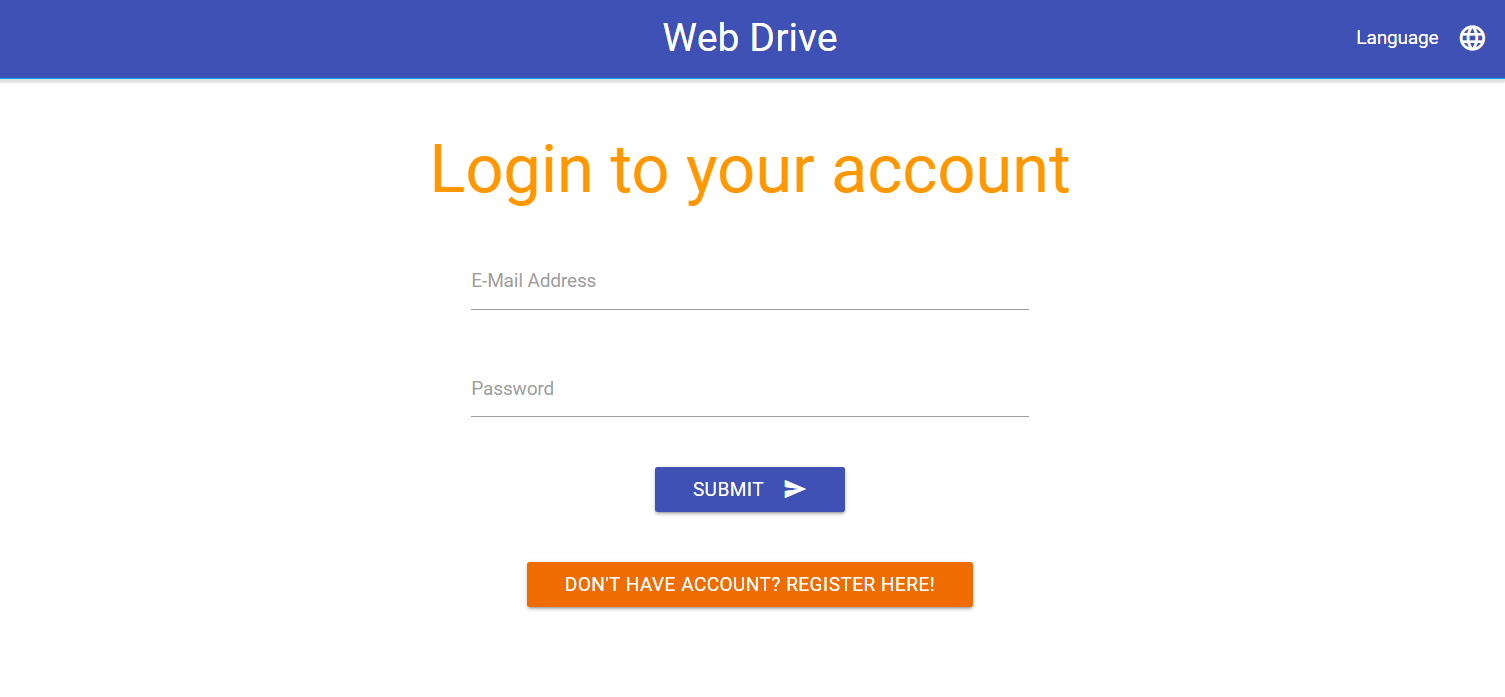 Web Drive
Language
Login to your account
E-Mail Address
Password
SUBMIT
DON'T HAVE ACCOUNT? REGISTER HERE!